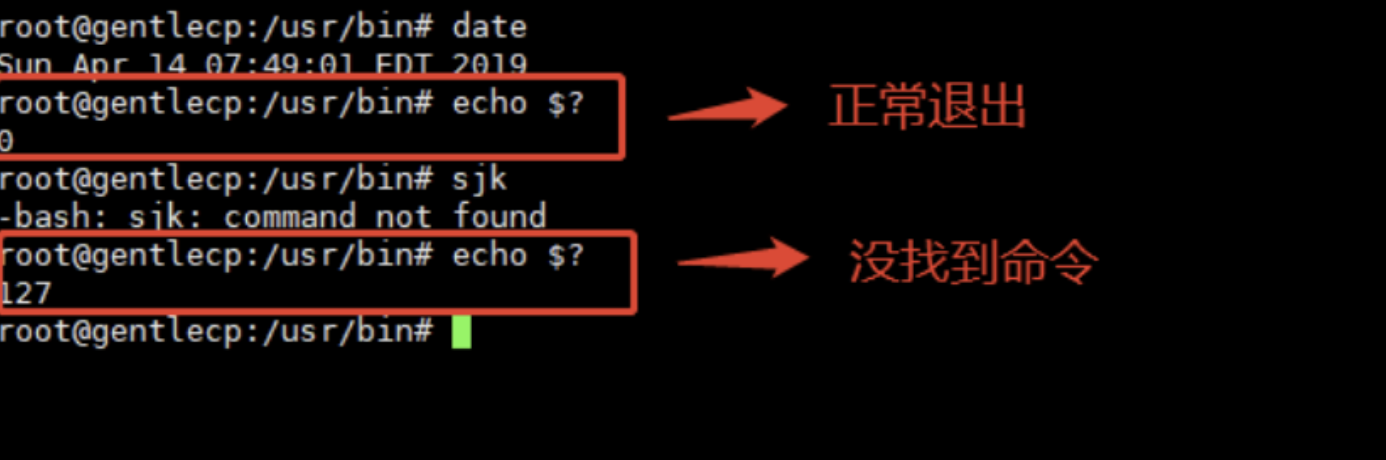 root@gentlecp:/usr/bin# date
Sun Apr 14 07:49:01 EDT 2019
root@gentlecp:/usr/bin# echo $?
0
正常退出
root@gentlecp:/usr/bin# sjk
-bash: sjk: command not found
root@gentlecp:/usr/bin# echo $?
127
没找到命令
root@gentlecp:/usr/bin#